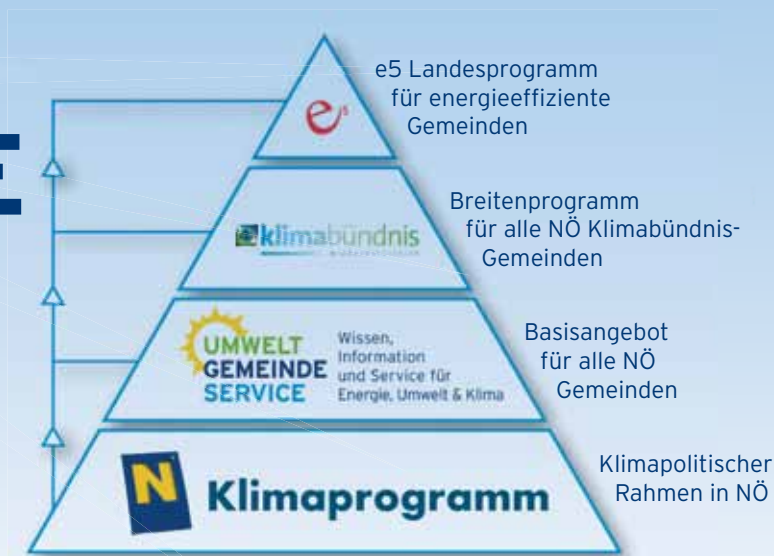 e5 Landesprogramm
für energieeffiziente
Gemeinden
e5
Breitenprogramm
für alle NÖ Klimabündnis-
Gemeinden
klimabündnis
Basisangebot
für alle NÖ
Gemeinden
UMWELT
GEMEINDE
SERVICE
Wissen,
Information
und Service für
Energie, Umwelt & Klima
Klimapolitischer
Rahmen in NÖ
N
Klimaprogramm